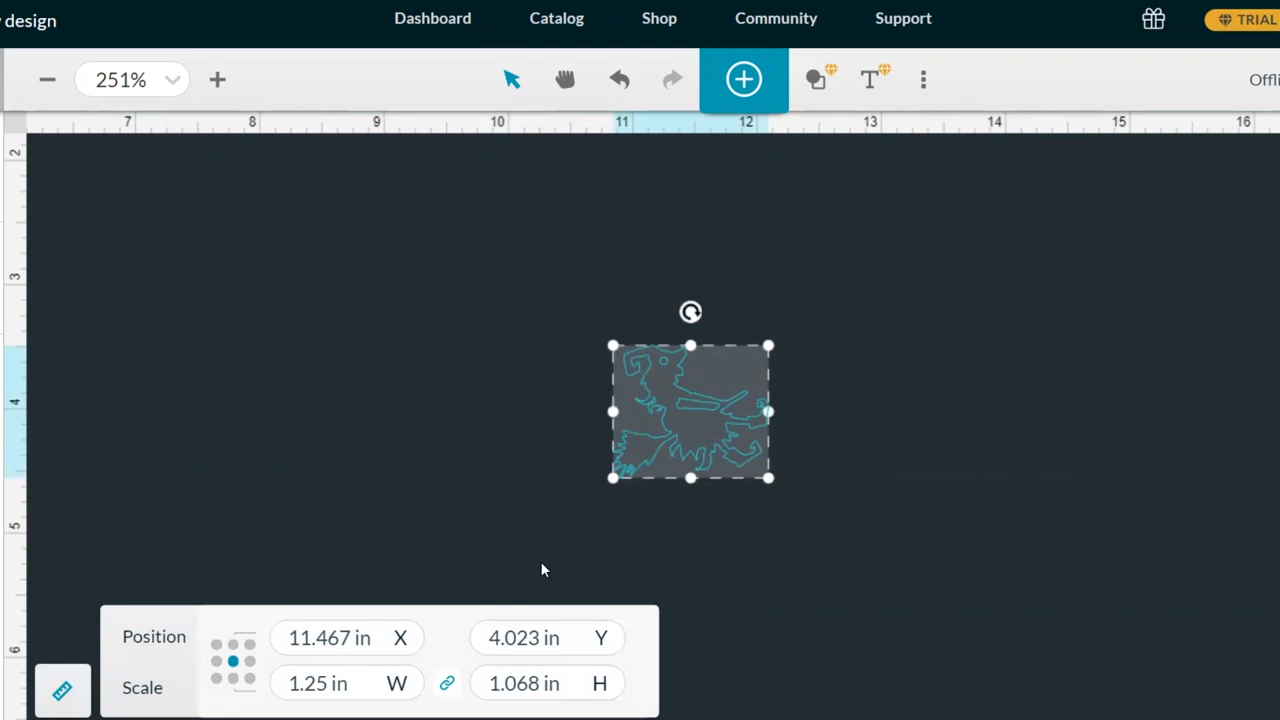 design
Dashboard
Catalog
Shop
Community
Support
TRIAL
251%
T
Offli
7
8
9
10
11
12
13
14
15
16
2
3
4
5
6
Position
11.467 in X
4.023 in Y
Scale
1.25 in W
1.068 in H